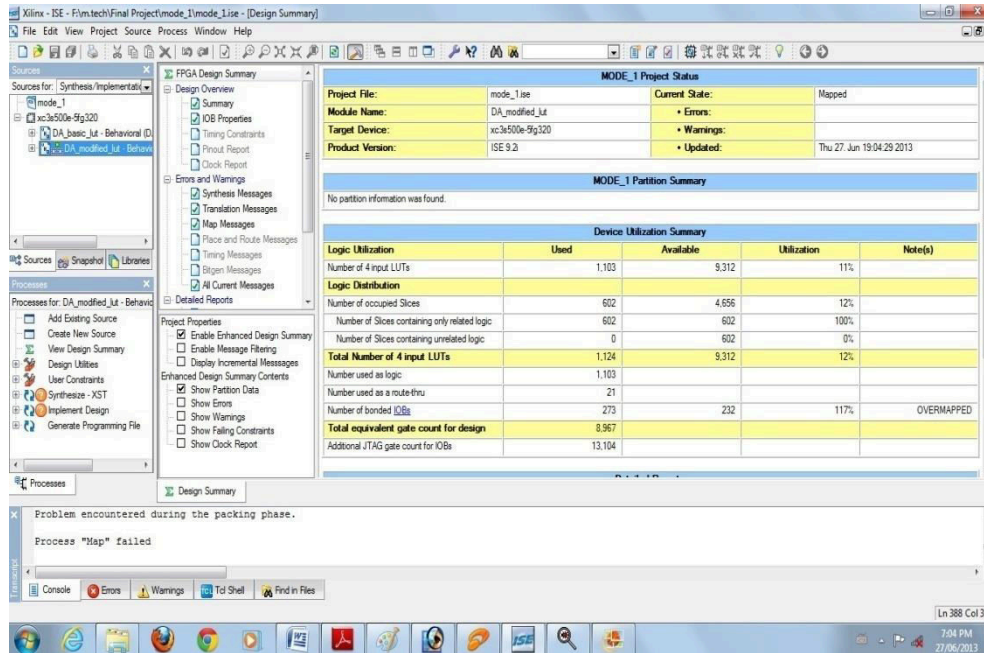 Xilinx - ISE - F:\m.tech\Final Project\mode_1\mode_1.ise - [Design Summary]
File Edit View Project Source Process Window Help
Sources
Sources for: Synthesis/Implementati
mode_1
xc3s500e-5fg320
DA_basic_lut - Behavioral (D.
DA_modified_lut - Behavi
Sources Snapshot Libraries
Processes
Processes for: DA_modified_lut - Behavic
Add Existing Source
Create New Source
View Design Summary
Design Utilities
User Constraints
Synthesize - XST
Implement Design
Generate Programming File
Processes
FPGA Design Summary
Design Overview
Summary
IOB Properties
Timing Constraints
Pinout Report
Clock Report
Errors and Warnings
Synthesis Messages
Translation Messages
Map Messages
Place and Route Messages
Timing Messages
Bitgen Messages
All Current Messages
Detailed Reports
Project Properties
Enable Enhanced Design Summary
Enable Message Filtering
Display Incremental Messages
Enhanced Design Summary Contents
Show Partition Data
Show Errors
Show Warnings
Show Failing Constraints
Show Clock Report
Design Summary
MODE_1 Project Status
Project File: mode_1.ise Current State: Mapped
Module Name: DA_modified_lut • Errors:
Target Device: xc3s500e-5fg320 • Warnings:
Product Version: ISE 9.2i • Updated: Thu 27. Jun 19:04:29 2013
MODE_1 Partition Summary
No partition information was found.
Device Utilization Summary
Logic Utilization Used Available Utilization Note(s)
Number of 4 input LUTs 1,103 9,312 11%
Logic Distribution
Number of occupied Slices 602 4,656 12%
Number of Slices containing only related logic 602 602 100%
Number of Slices containing unrelated logic 0 602 0%
Total Number of 4 input LUTs 1,124 9,312 12%
Number used as logic 1,103
Number used as a route-thru 21
Number of bonded IOBs 273 232 117% OVERMAPPED
Total equivalent gate count for design 8,967
Additional JTAG gate count for IOBs 13,104
Problem encountered during the packing phase.
Process "Map" failed
Transcript
Console Errors Warnings Tcl Shell Find in Files
Ln 388 Col 3
ISE
7:04 PM
27/06/2013